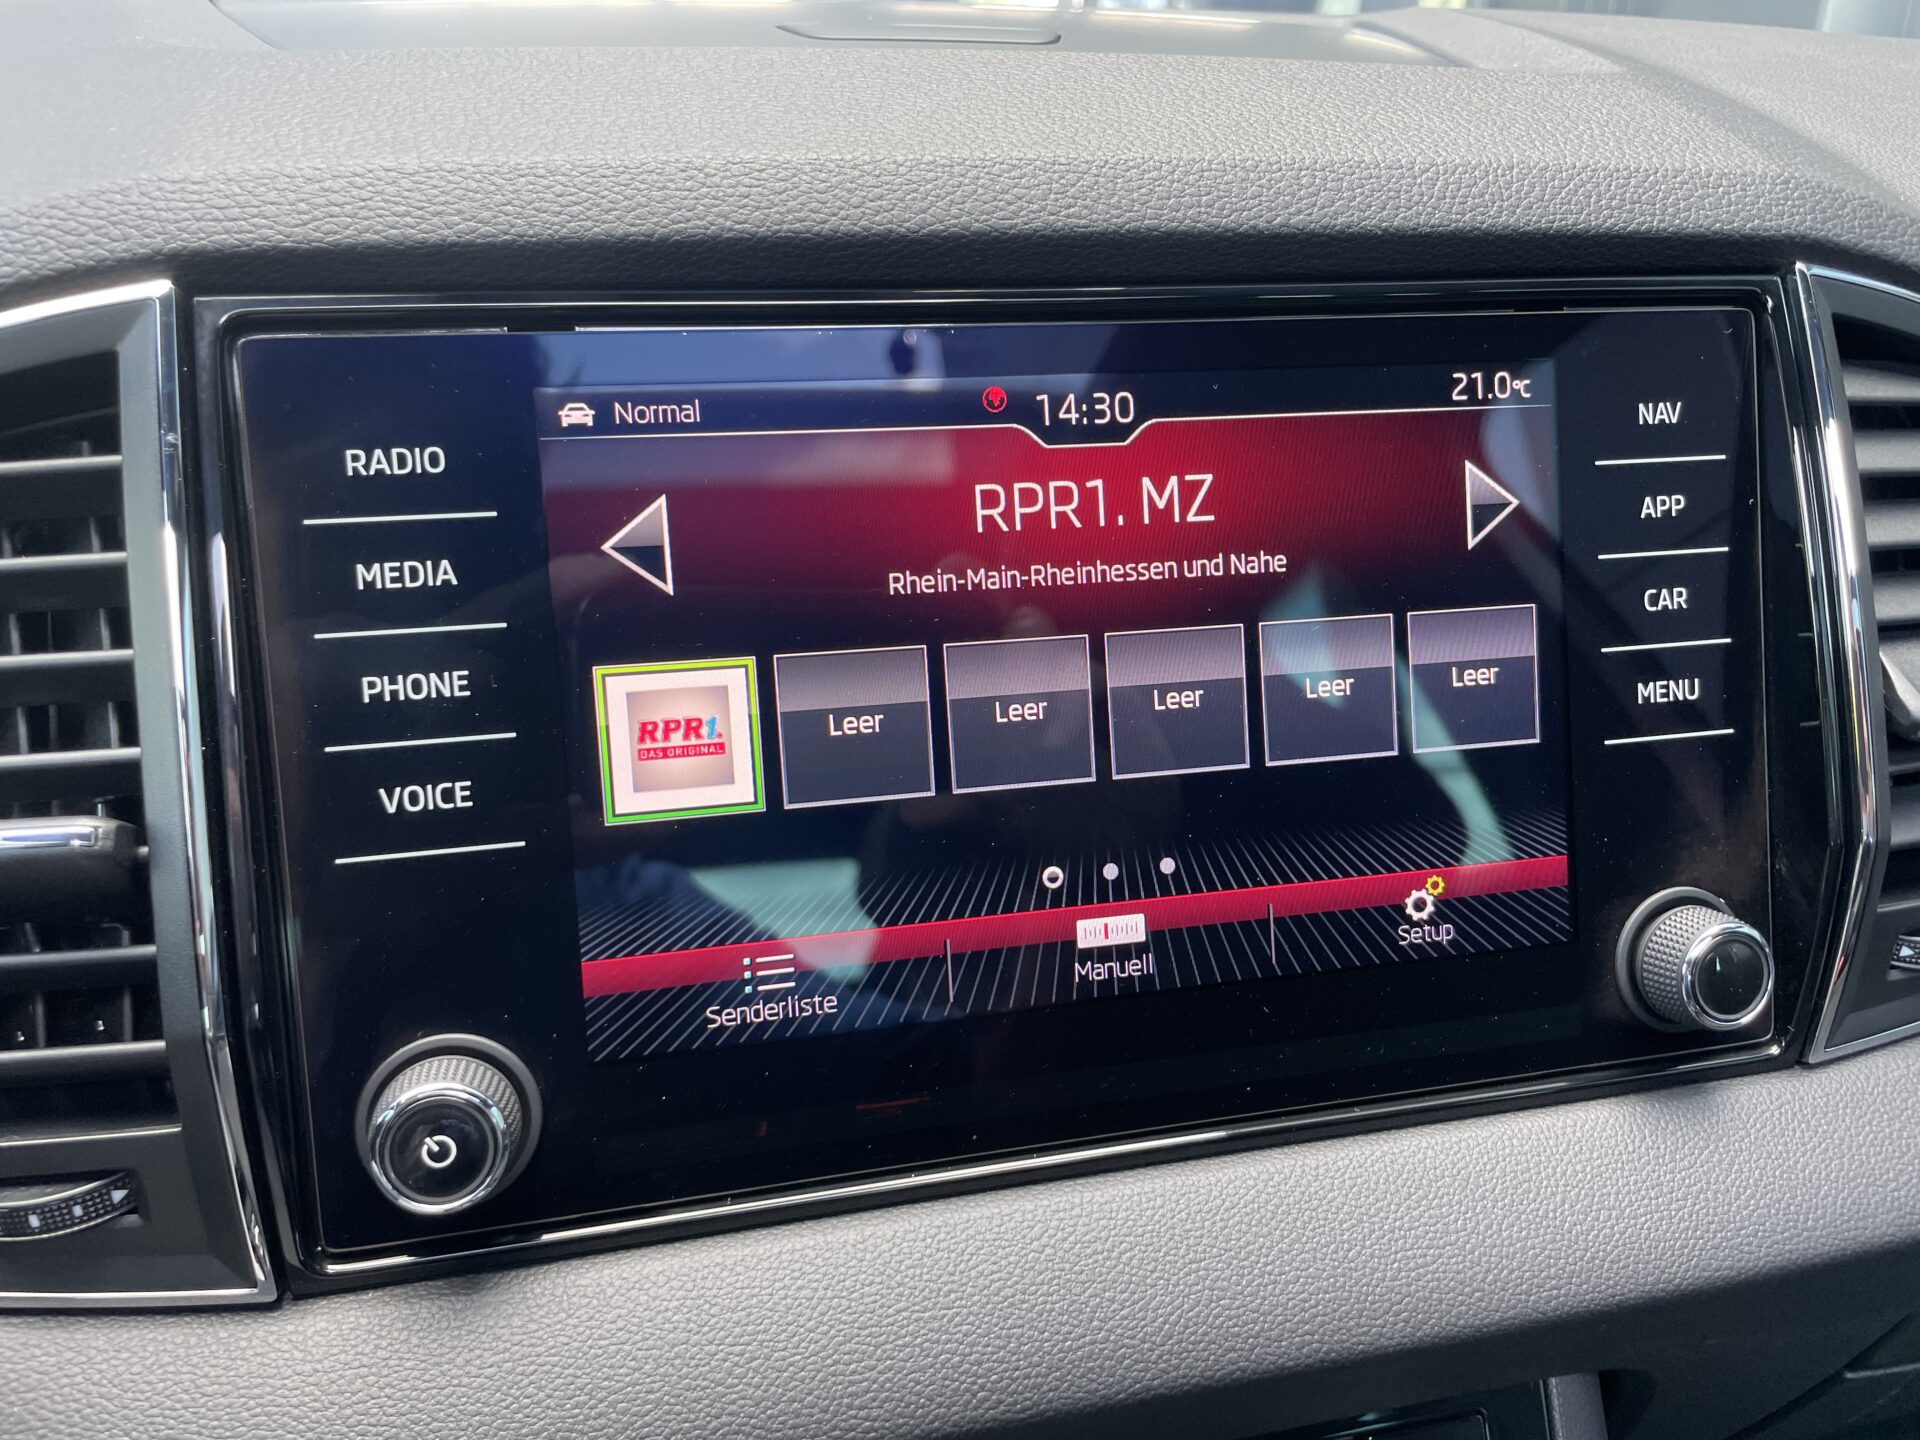 Normal
14:30
21.0°C
RADIO
MEDIA
PHONE
VOICE
RPR1. MZ
Rhein-Main-Rheinhessen und Nahe
RPR1.
DAS ORIGINAL
Leer
Leer
Leer
Leer
Leer
Senderliste
Manuell
Setup
NAV
APP
CAR
MENU